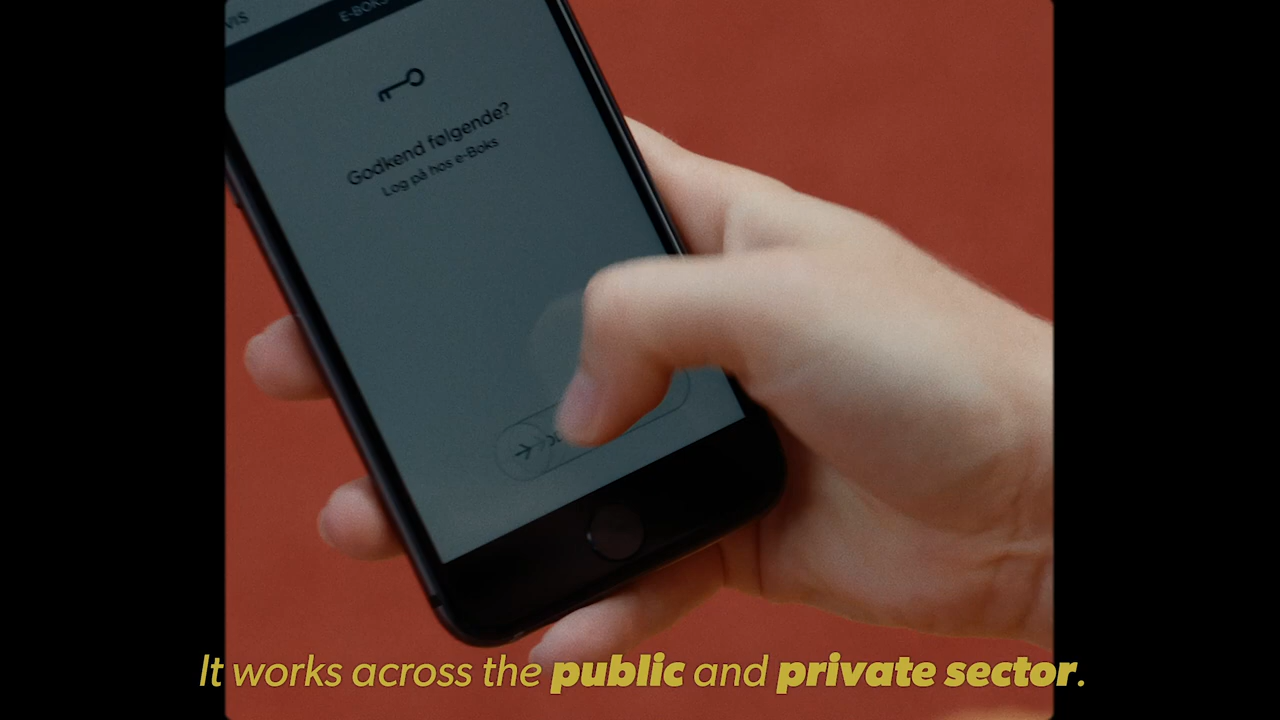 E-BOKS
Godkend følgende?
Log på hos e-Boks
It works across the public and private sector.